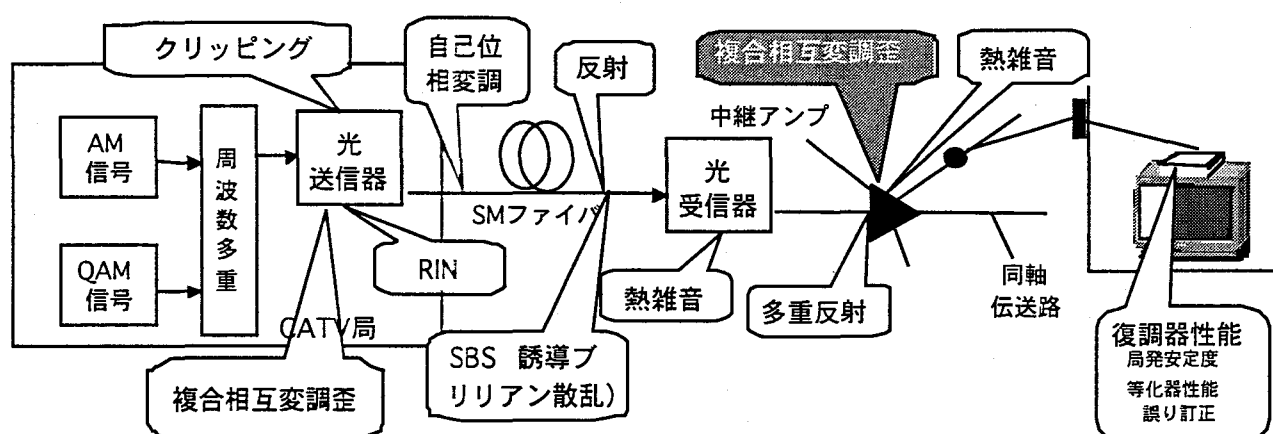 クリッピング
自己位
相変調
反射
複合相互変調歪
熱雑音
中継アンプ
AM
信号
周波数多重
光
送信器
SMファイバ
光
受信器
QAM
信号
RIN
熱雑音
多重反射
同軸
伝送路
CATV局
複合相互変調歪
SBS 誘導ブ
リリアン散乱)
復調器性能
局発安定度
等化器性能
誤り訂正